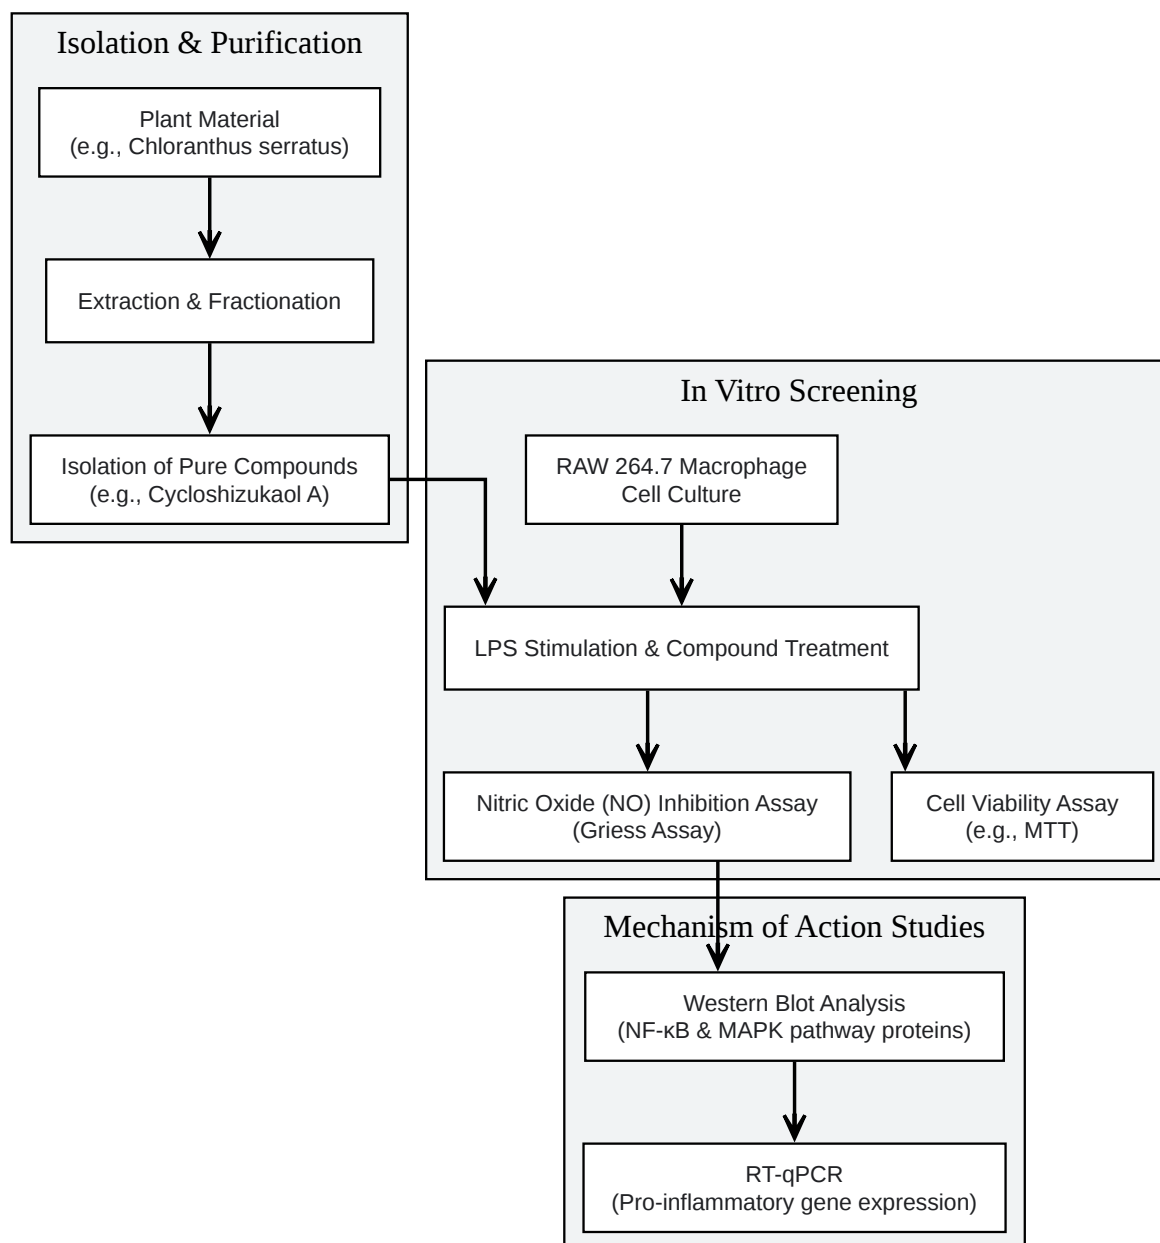 Isolation & Purification
Plant Material
(e.g., Chloranthus serratus)
Extraction & Fractionation
Isolation of Pure Compounds
(e.g., Cycloshizukaol A)
In Vitro Screening
RAW 264.7 Macrophage
Cell Culture
LPS Stimulation & Compound Treatment
Nitric Oxide (NO) Inhibition Assay
(Griess Assay)
Cell Viability Assay
(e.g., MTT)
Mechanism of Action Studies
Western Blot Analysis
(NF-κB & MAPK pathway proteins)
RT-qPCR
(Pro-inflammatory gene expression)